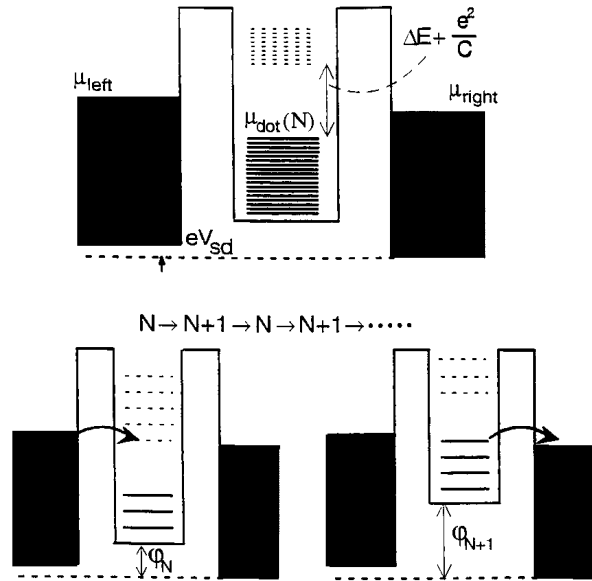 ΔE + e²/C
μleft
μright
μdot(N)
eVsd
N → N+1 → N → N+1 → ·····
φN
φN+1